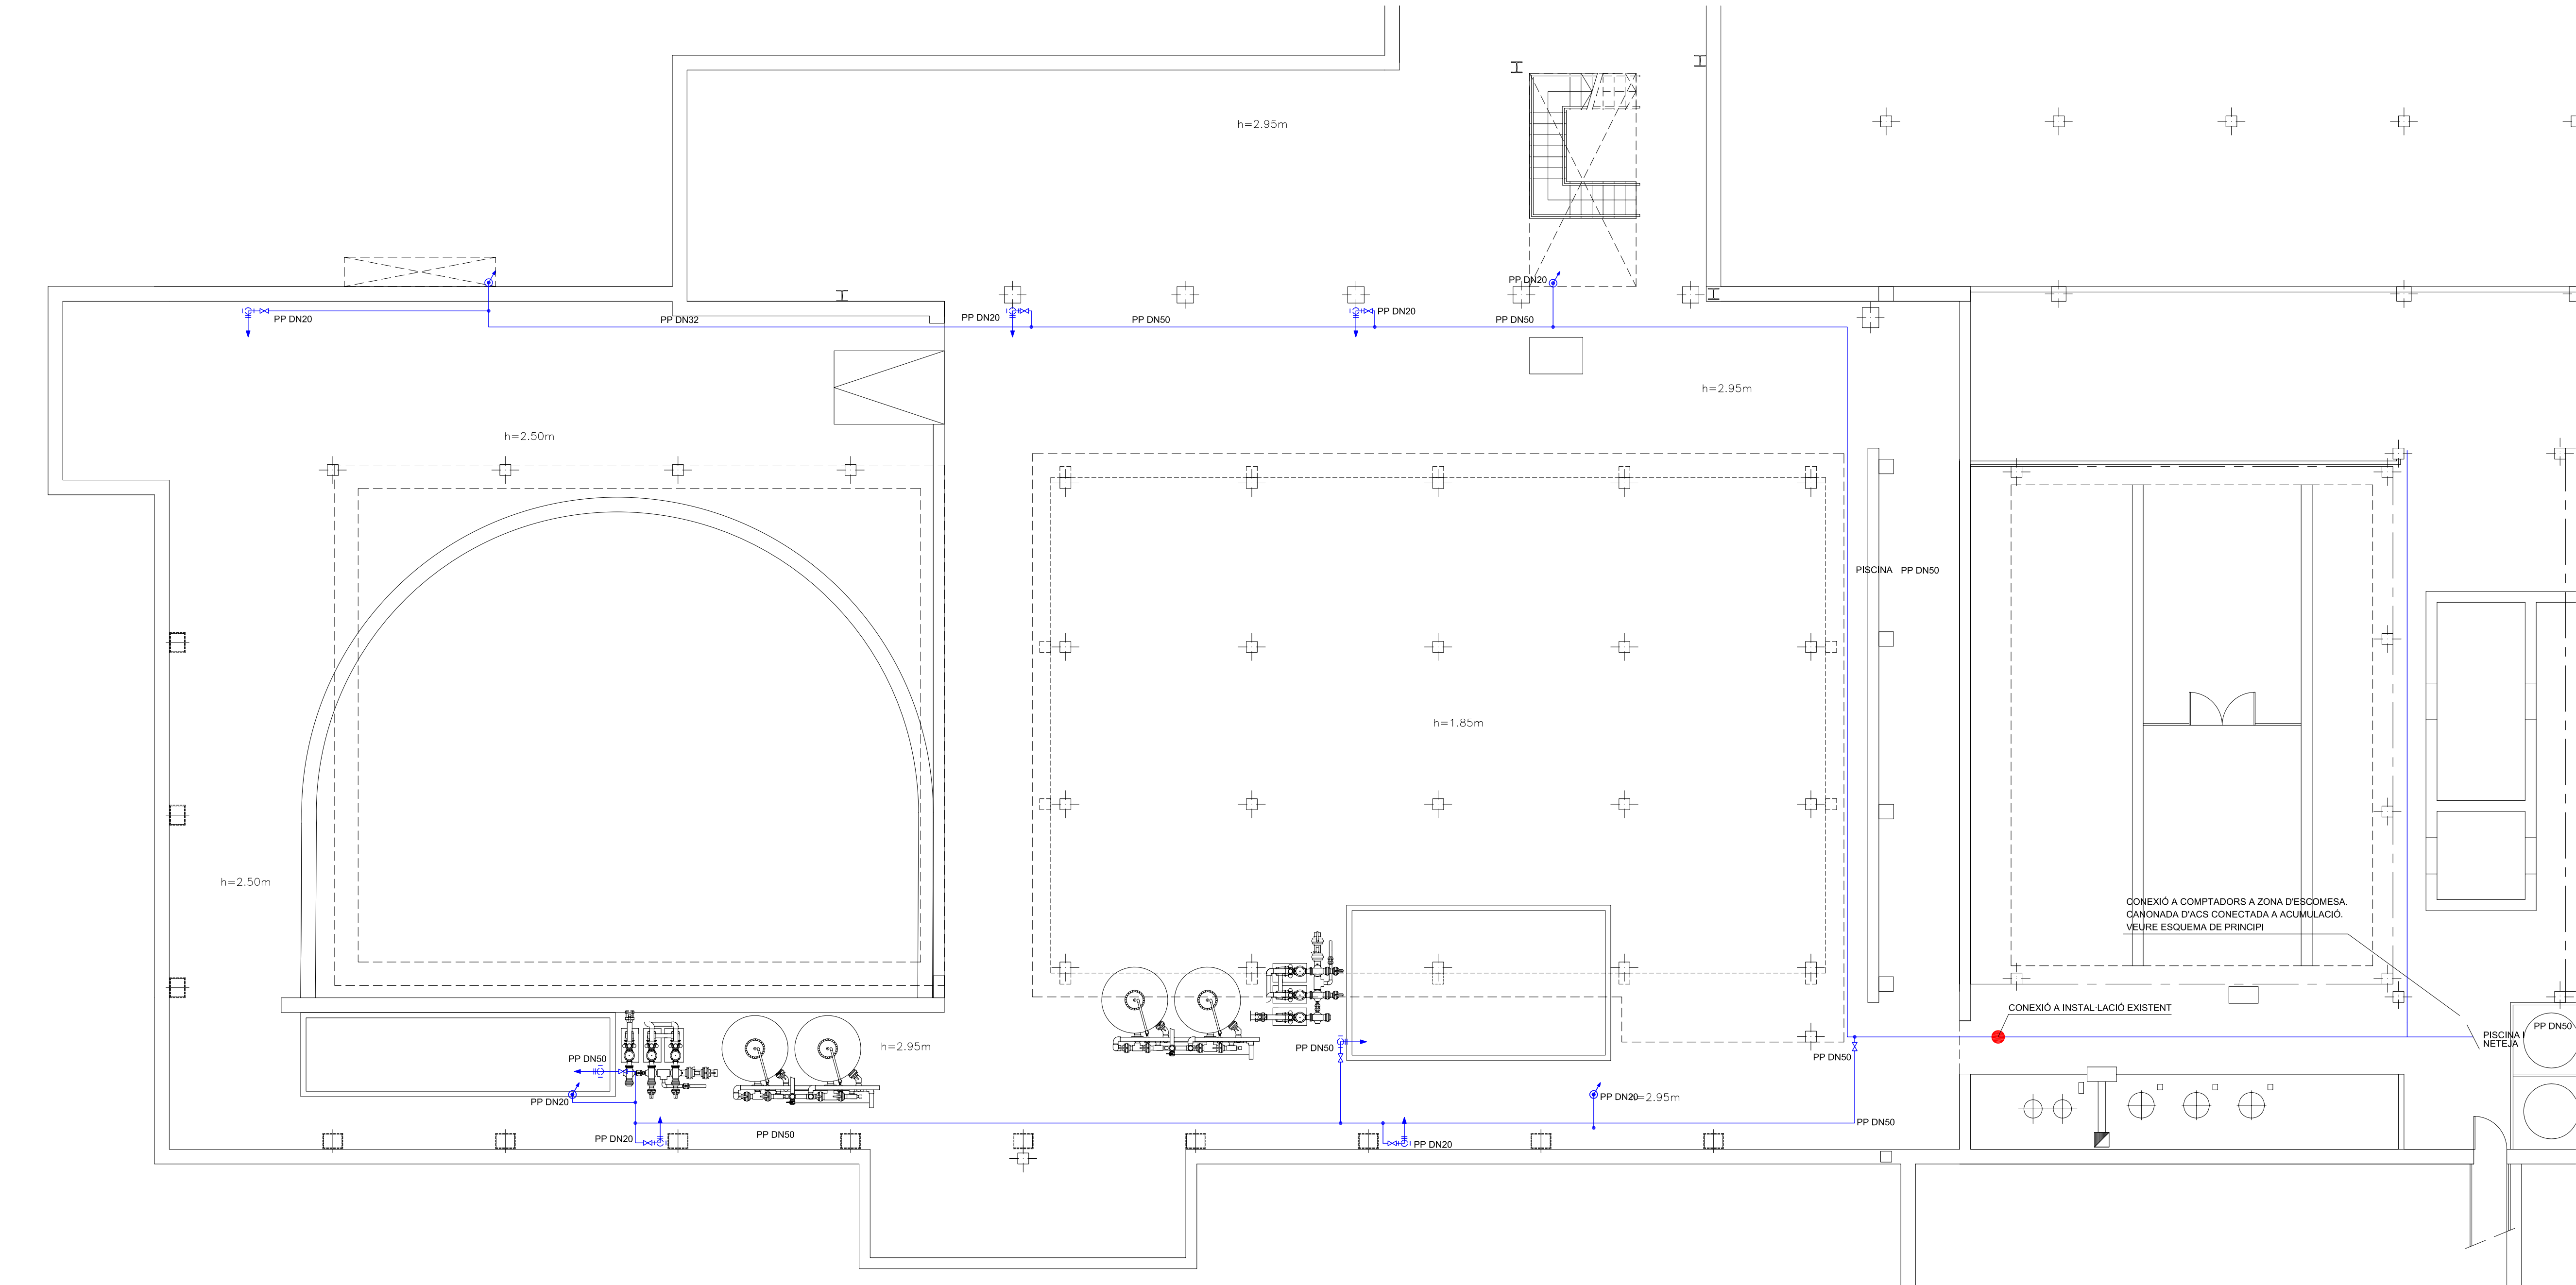 h=2.95m
PP DN20
PP DN20
PP DN32
PP DN20
PP DN50
PP DN20
PP DN50
h=2.95m
h=2.50m
PISCINA PP DN50
h=1.85m
h=2.50m
CONEXIÓ A COMPTADORS A ZONA D'ESCOMESA.
CANONADA D'ACS CONECTADA A ACUMULACIÓ.
VEURE ESQUEMA DE PRINCIPI
CONEXIÓ A INSTAL·LACIÓ EXISTENT
PP DN50
PISCINA I
NETEJA
h=2.95m
PP DN50
PP DN50
PP DN50
PP DN20
PP DN20
h=2.95m
PP DN50
PP DN20
PP DN50
PP DN20